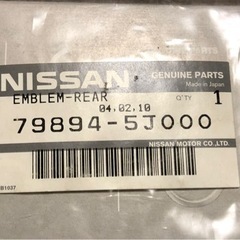 NISSAN GENUINE PARTS
Made in Japan
EMBLEM-REAR Q'TY 1
04.02.10
79894-5J000
NISSAN MOTOR CO.,LTD.
B1037